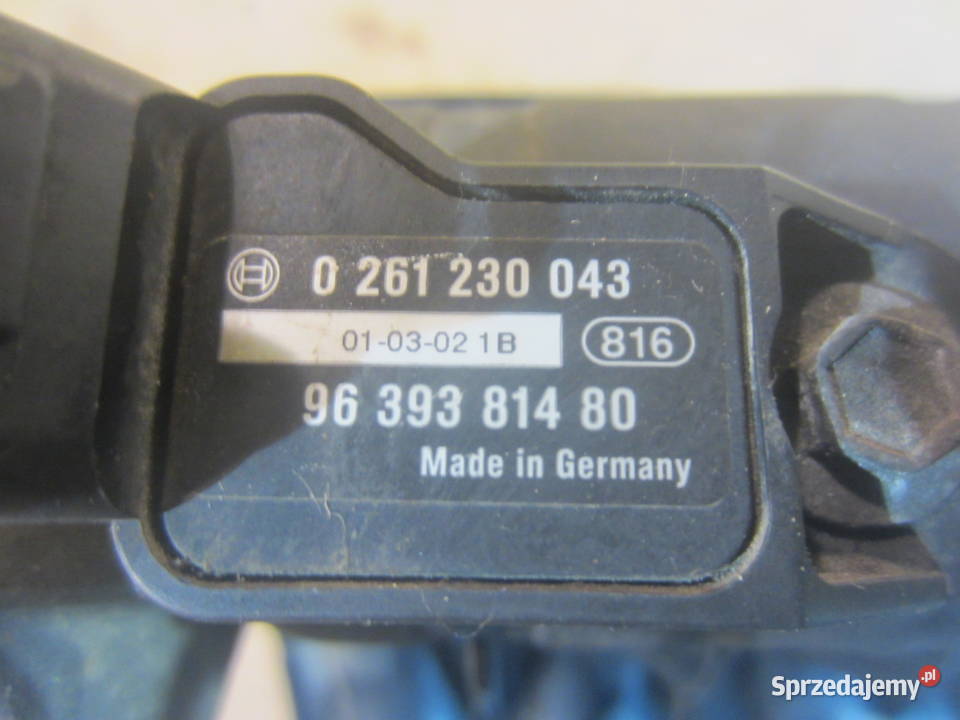 0 261 230 043
01-03-02 1B
816
96 393 814 80
Made in Germany
Sprzedajemy.pl